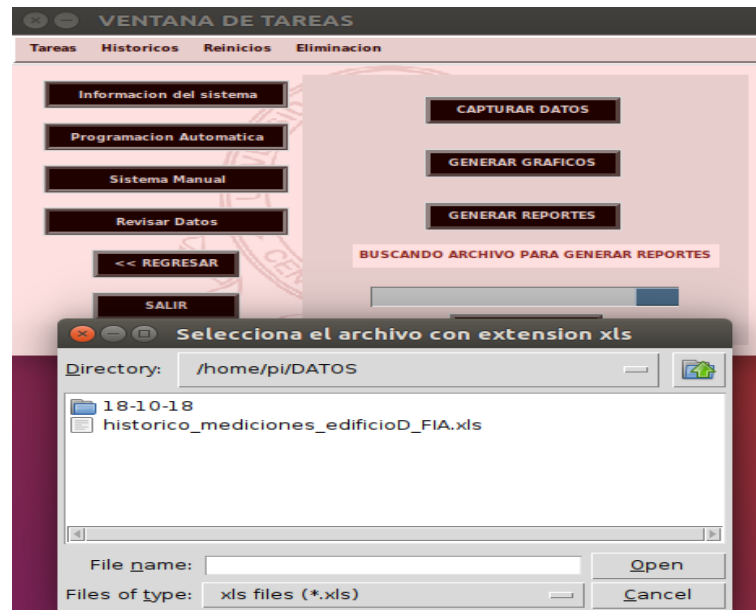 VENTANA DE TAREAS
Tareas Historicos Reinicios Eliminacion
Informacion del sistema
Programacion Automatica
Sistema Manual
Revisar Datos
<< REGRESAR
SALIR
CAPTURAR DATOS
GENERAR GRAFICOS
GENERAR REPORTES
BUSCANDO ARCHIVO PARA GENERAR REPORTES
Selecciona el archivo con extension xls
Directory: /home/pi/DATOS
18-10-18
historico_mediciones_edificioD_FIA.xls
File name: Open
Files of type: xls files (*.xls) Cancel